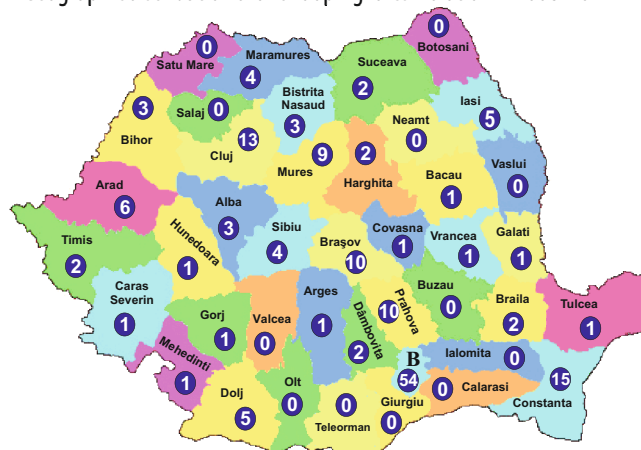 0
Botosani
0
Satu Mare
Maramures
4
Suceava
2
3
Bihor
Salaj
0
Bistrita
Nasaud
3
Iasi
5
Neamt
0
13
Cluj
9
Mures
2
Harghita
Bacau
1
Vaslui
0
Arad
6
Alba
3
Hunedoara
1
Sibiu
4
Braşov
10
Covasna
1
Vrancea
1
Galati
1
Timis
2
Caras
Severin
1
Gorj
1
Valcea
0
Arges
1
Dâmbovita
2
Prahova
10
Buzau
0
Braila
2
Tulcea
1
Mehedinti
1
Dolj
5
Olt
0
0
Teleorman
B
54
Giurgiu
0
Ialomita
0
0
Calarasi
15
Constanta